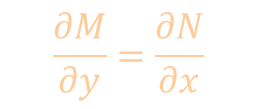 ∂M/∂y = ∂N/∂x